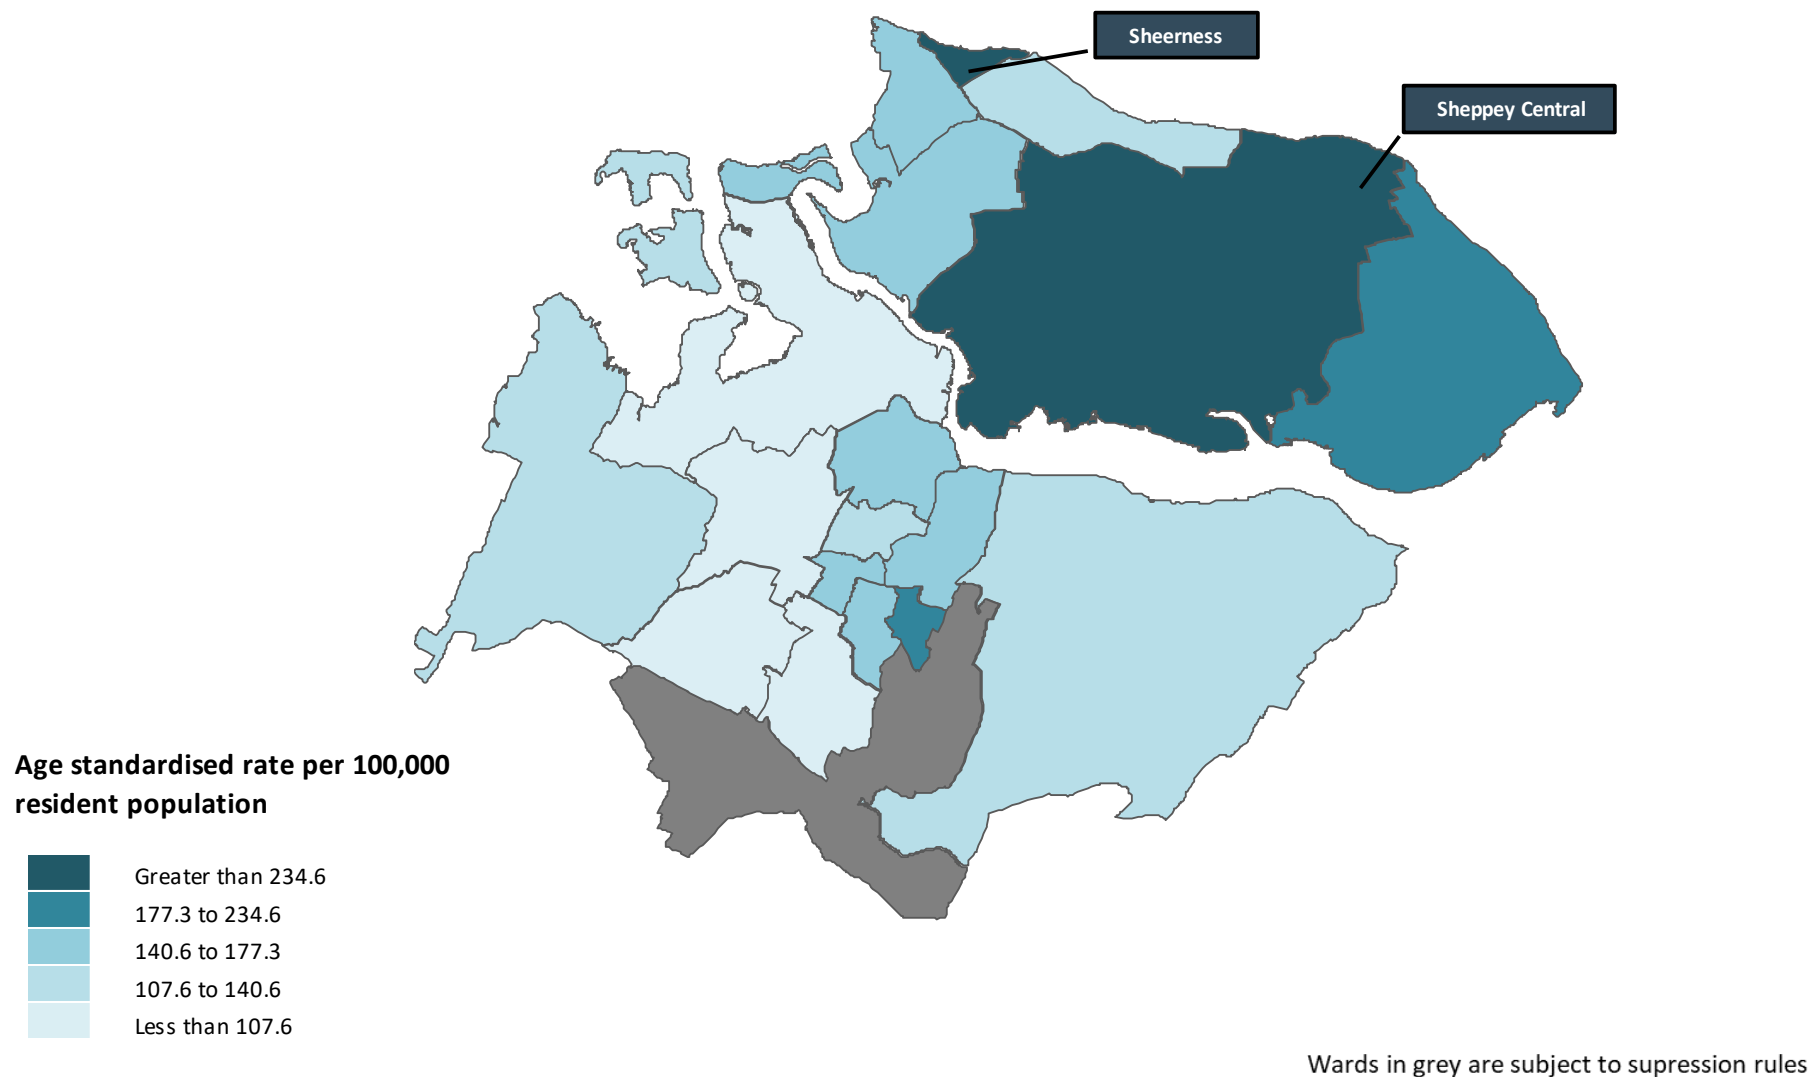 Sheerness
Sheppey Central
Age standardised rate per 100,000
resident population
Greater than 234.6
177.3 to 234.6
140.6 to 177.3
107.6 to 140.6
Less than 107.6
Wards in grey are subject to supression rules